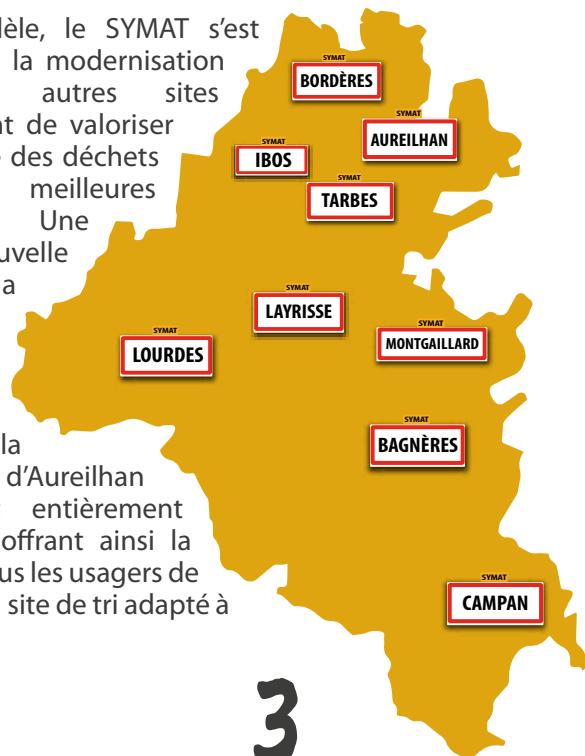 dèle, le SYMAT s'est
la modernisation
autres sites
t de valoriser
des déchets
meilleures
Une
uvelle
a
la
d'Aureilhan
entièrement
offrant ainsi la
us les usagers de
site de tri adapté à
SYMAT
BORDÈRES
SYMAT
AUREILHAN
SYMAT
IBOS
SYMAT
TARBES
SYMAT
LAYRISSE
SYMAT
MONTGAILLARD
SYMAT
LOURDES
SYMAT
BAGNÈRES
SYMAT
CAMPAN
3